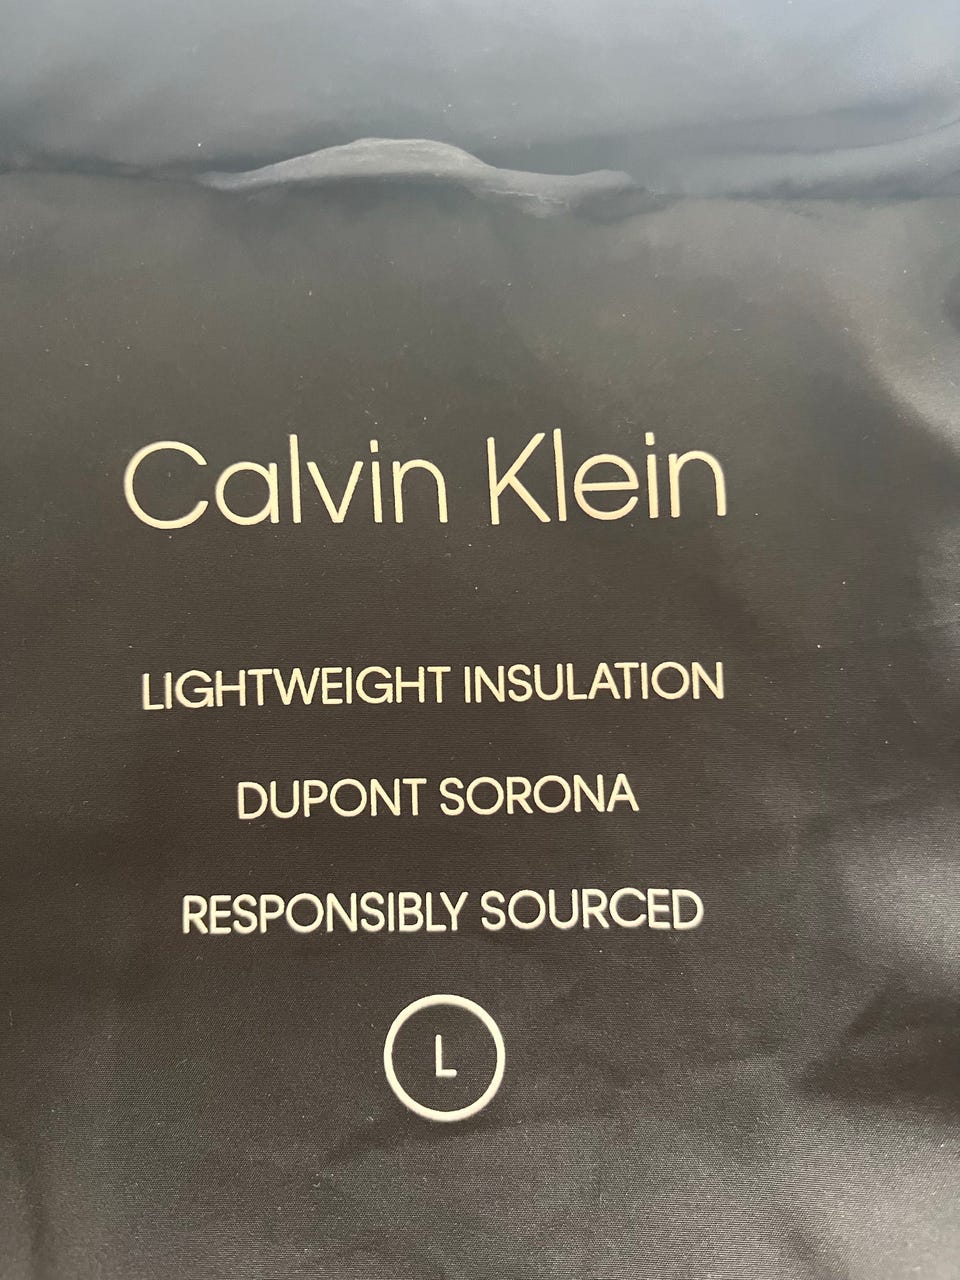 Calvin Klein
LIGHTWEIGHT INSULATION
DUPONT SORONA
RESPONSIBLY SOURCED
L